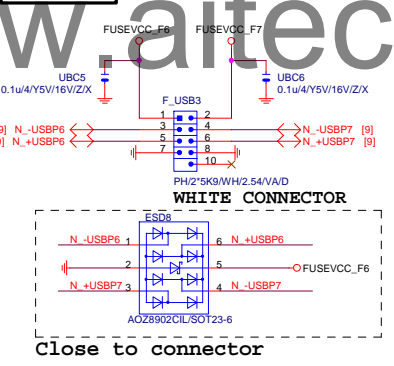 w.aitec
FUSEVCC_F6 FUSEVCC_F7
UBC5 UBC6
0.1u/4/Y5V/16V/Z/X 0.1u/4/Y5V/16V/Z/X
F_USB3
1 2
9] N_-USBP6 3 4 N_-USBP7 [9]
9] N_+USBP6 5 6 N_+USBP7 [9]
7 8
10
PH/2*5K9/WH/2.54/VA/D
WHITE CONNECTOR
ESD8
N_-USBP6 1 6 N_+USBP6
2 5 FUSEVCC_F6
N_+USBP7 3 4 N_-USBP7
AOZ8902CIL/SOT23-6
Close to connector